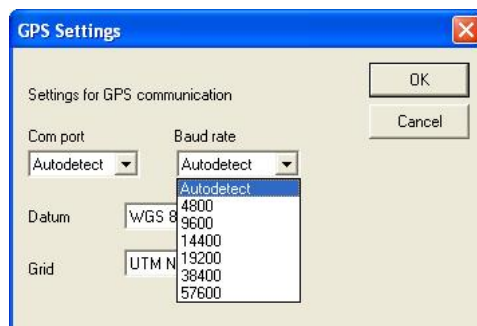 GPS Settings
OK
Settings for GPS communication
Cancel
Com port Baud rate
Autodetect Autodetect
Autodetect
4800
Datum WGS 8
9600
14400
19200
Grid UTM N
38400
57600